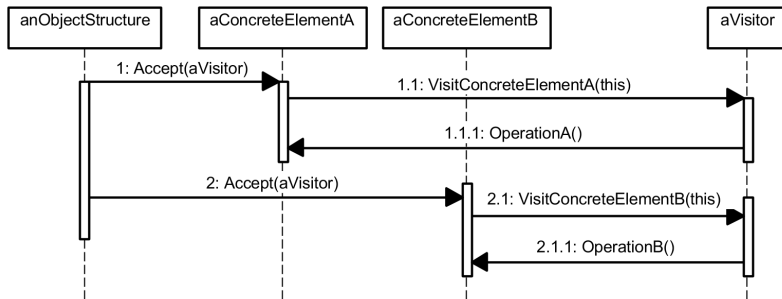 anObjectStructure
aConcreteElementA
aConcreteElementB
aVisitor
1: Accept(aVisitor)
1.1: VisitConcreteElementA(this)
1.1.1: OperationA()
2: Accept(aVisitor)
2.1: VisitConcreteElementB(this)
2.1.1: OperationB()